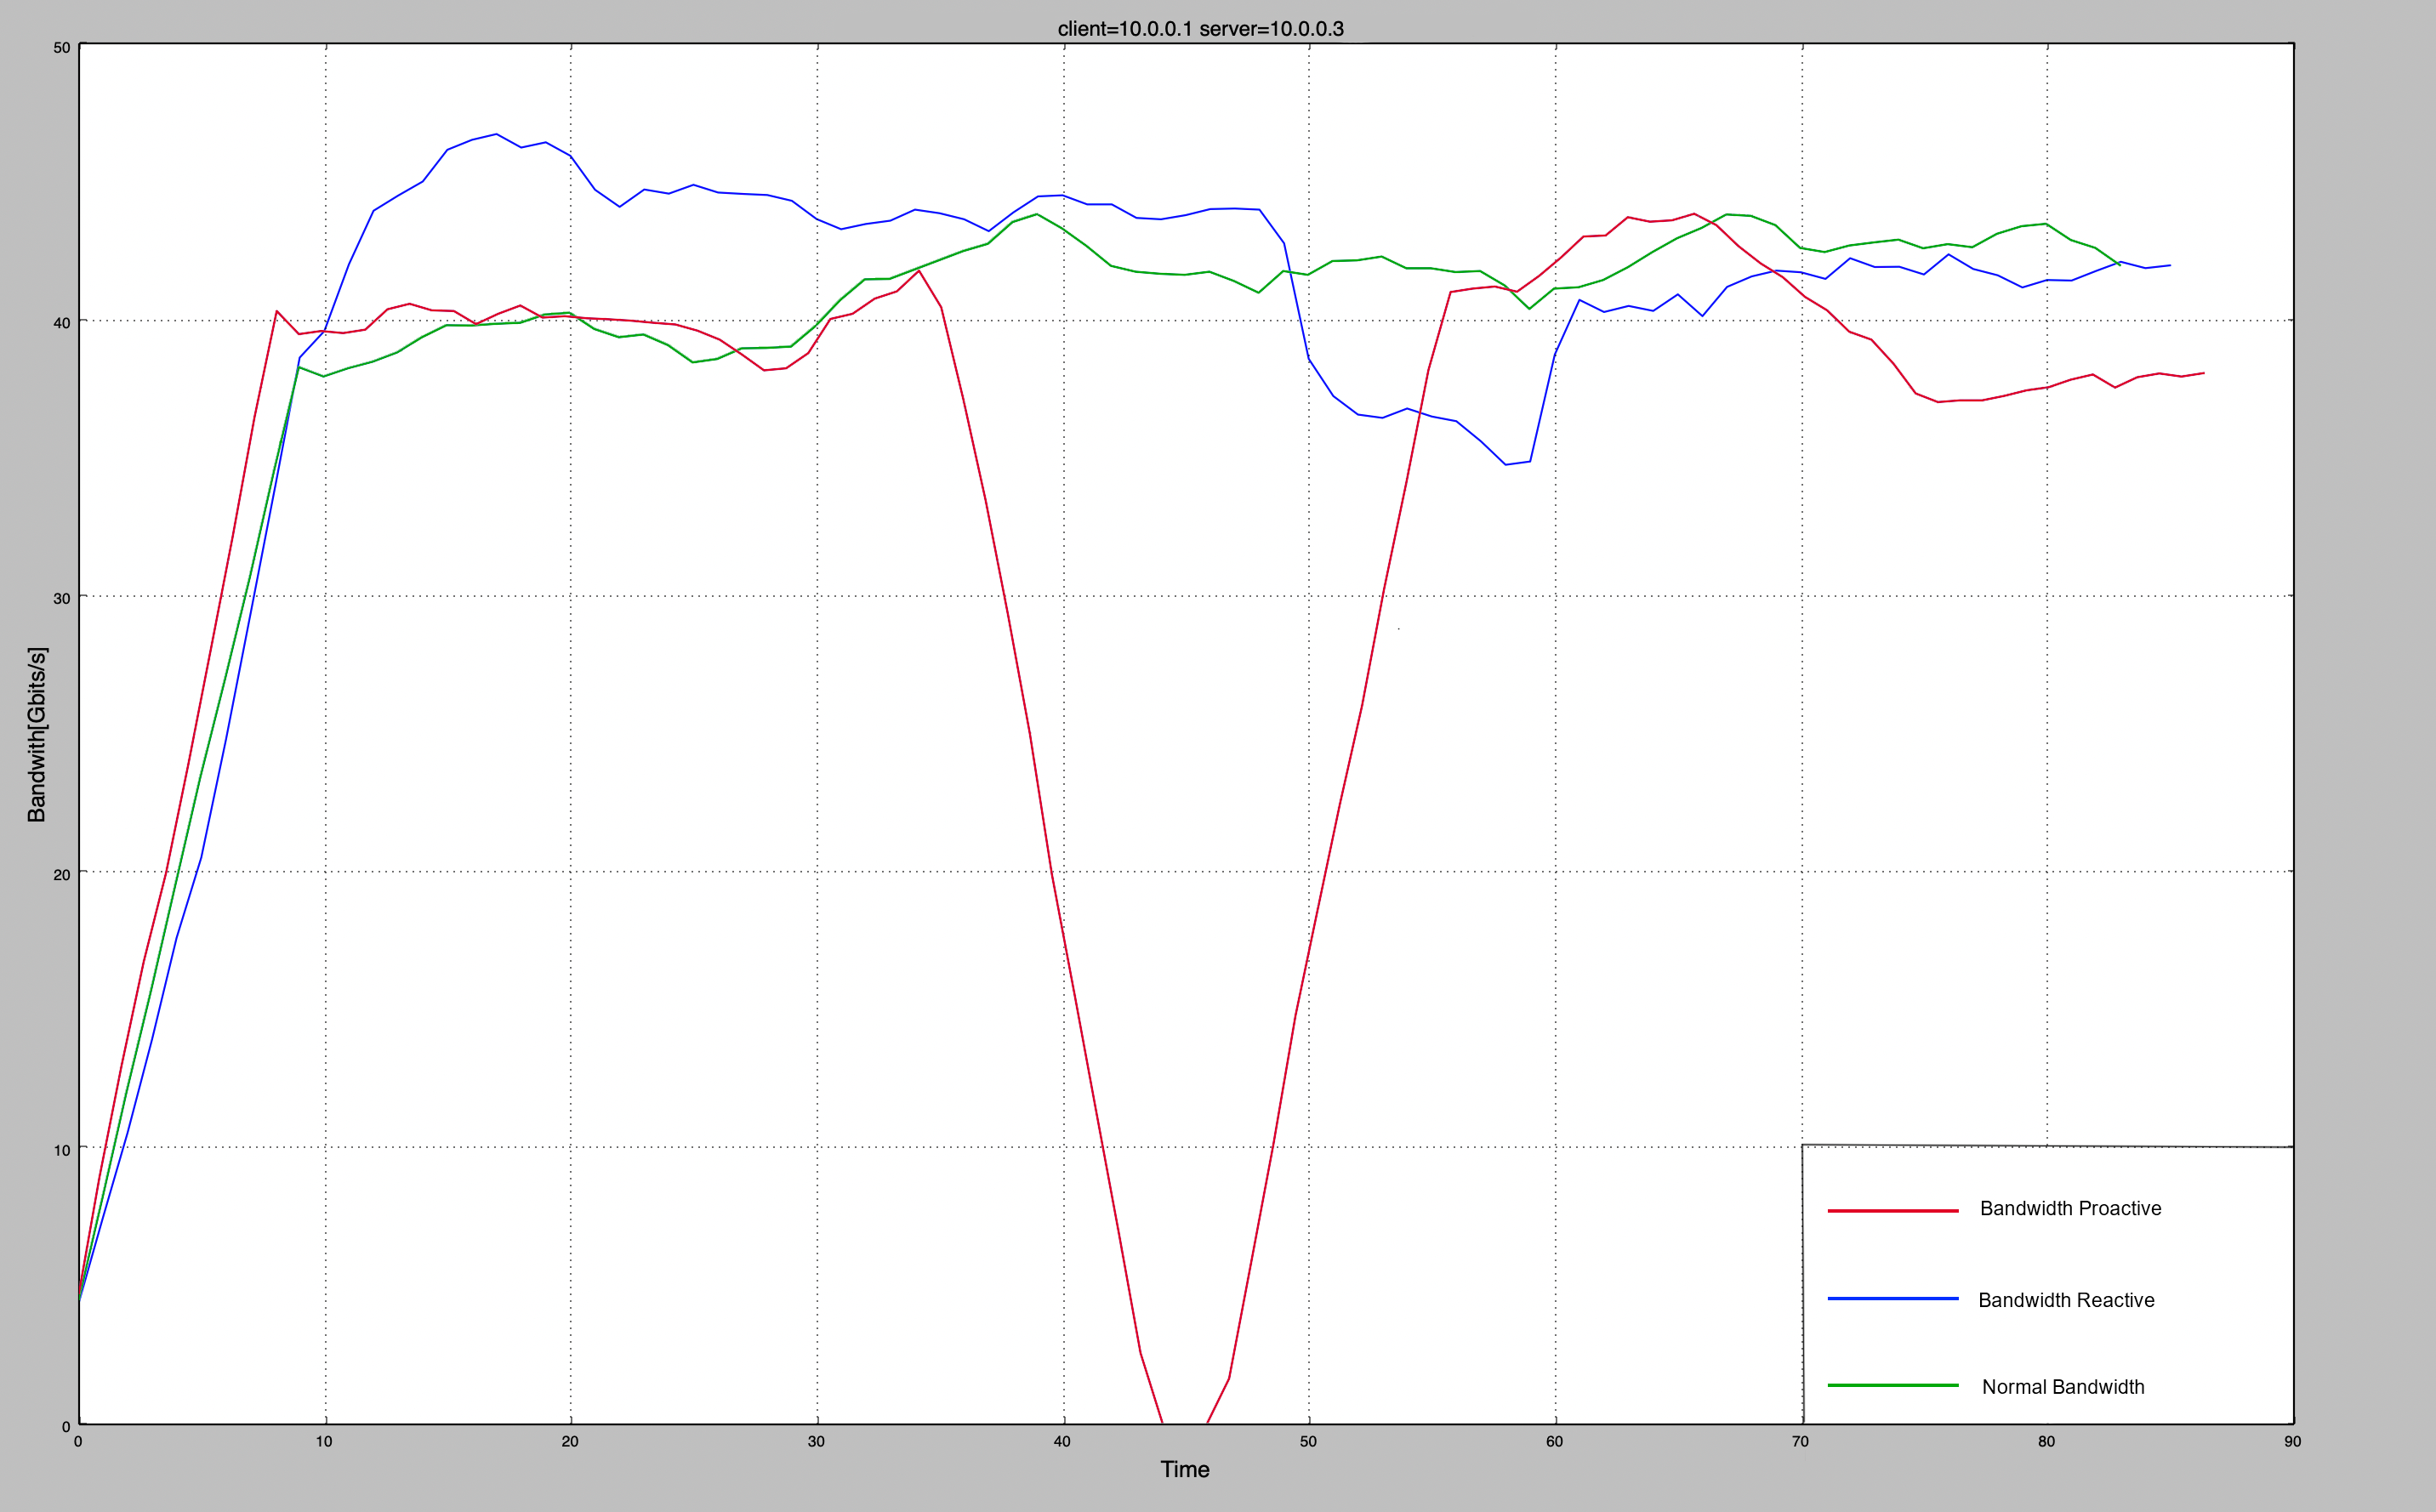 client=10.0.0.1 server=10.0.0.3
50
40
30
20
10
0
Bandwith[Gbits/s]
0 10 20 30 40 50 60 70 80 90
Time
Bandwidth Proactive
Bandwidth Reactive
Normal Bandwidth